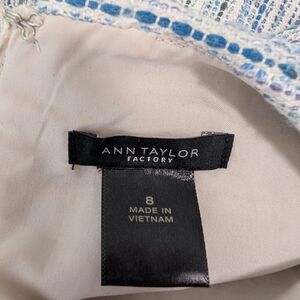 ANN TAYLOR
FACTORY
8
MADE IN
VIETNAM